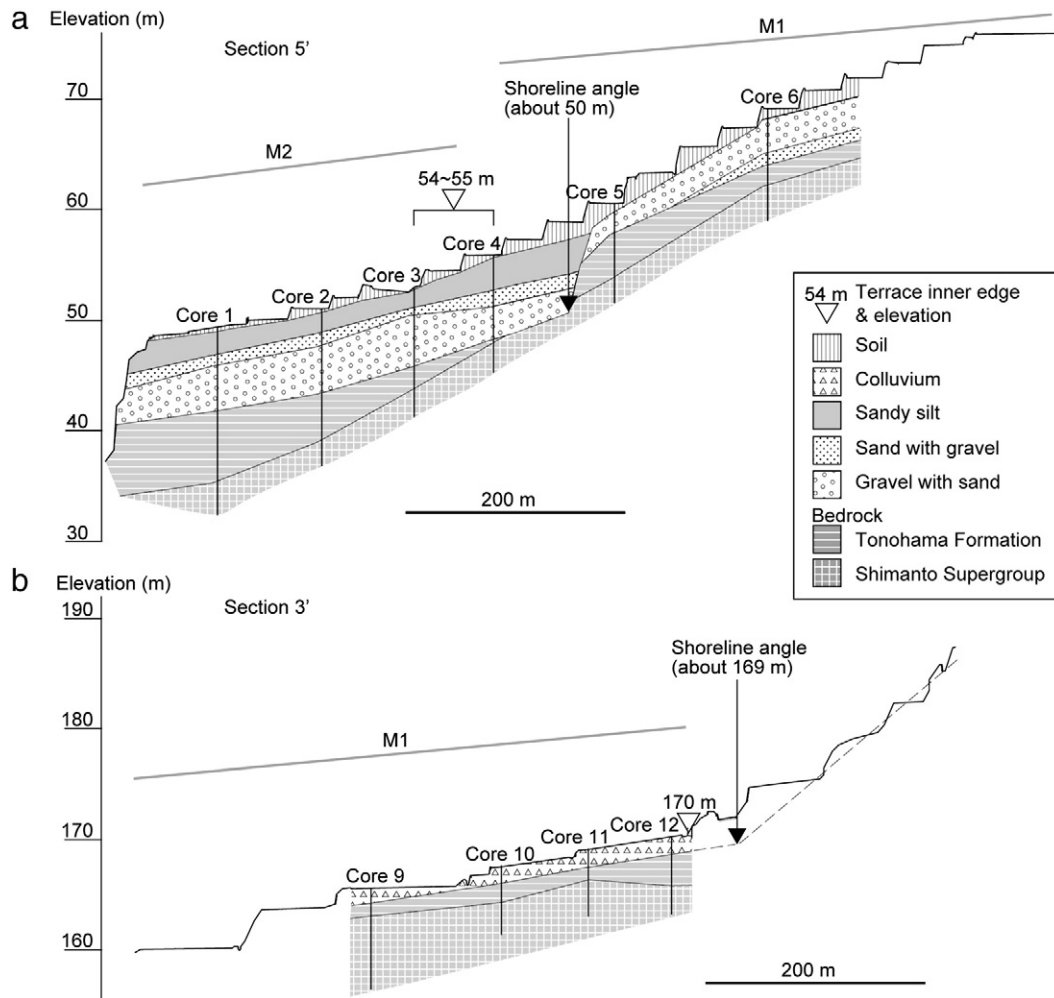 a
Elevation (m)
Section 5'
M1
Shoreline angle
(about 50 m)
Core 6
70
M2
54~55 m
Core 5
60
Core 4
Core 3
Core 2
Core 1
50
40
30
200 m
54 m Terrace inner edge
& elevation
Soil
Colluvium
Sandy silt
Sand with gravel
Gravel with sand
Bedrock
Tonohama Formation
Shimanto Supergroup
b
Elevation (m)
Section 3'
190
Shoreline angle
(about 169 m)
180
M1
170 m
170
Core 12
Core 11
Core 10
Core 9
160
200 m